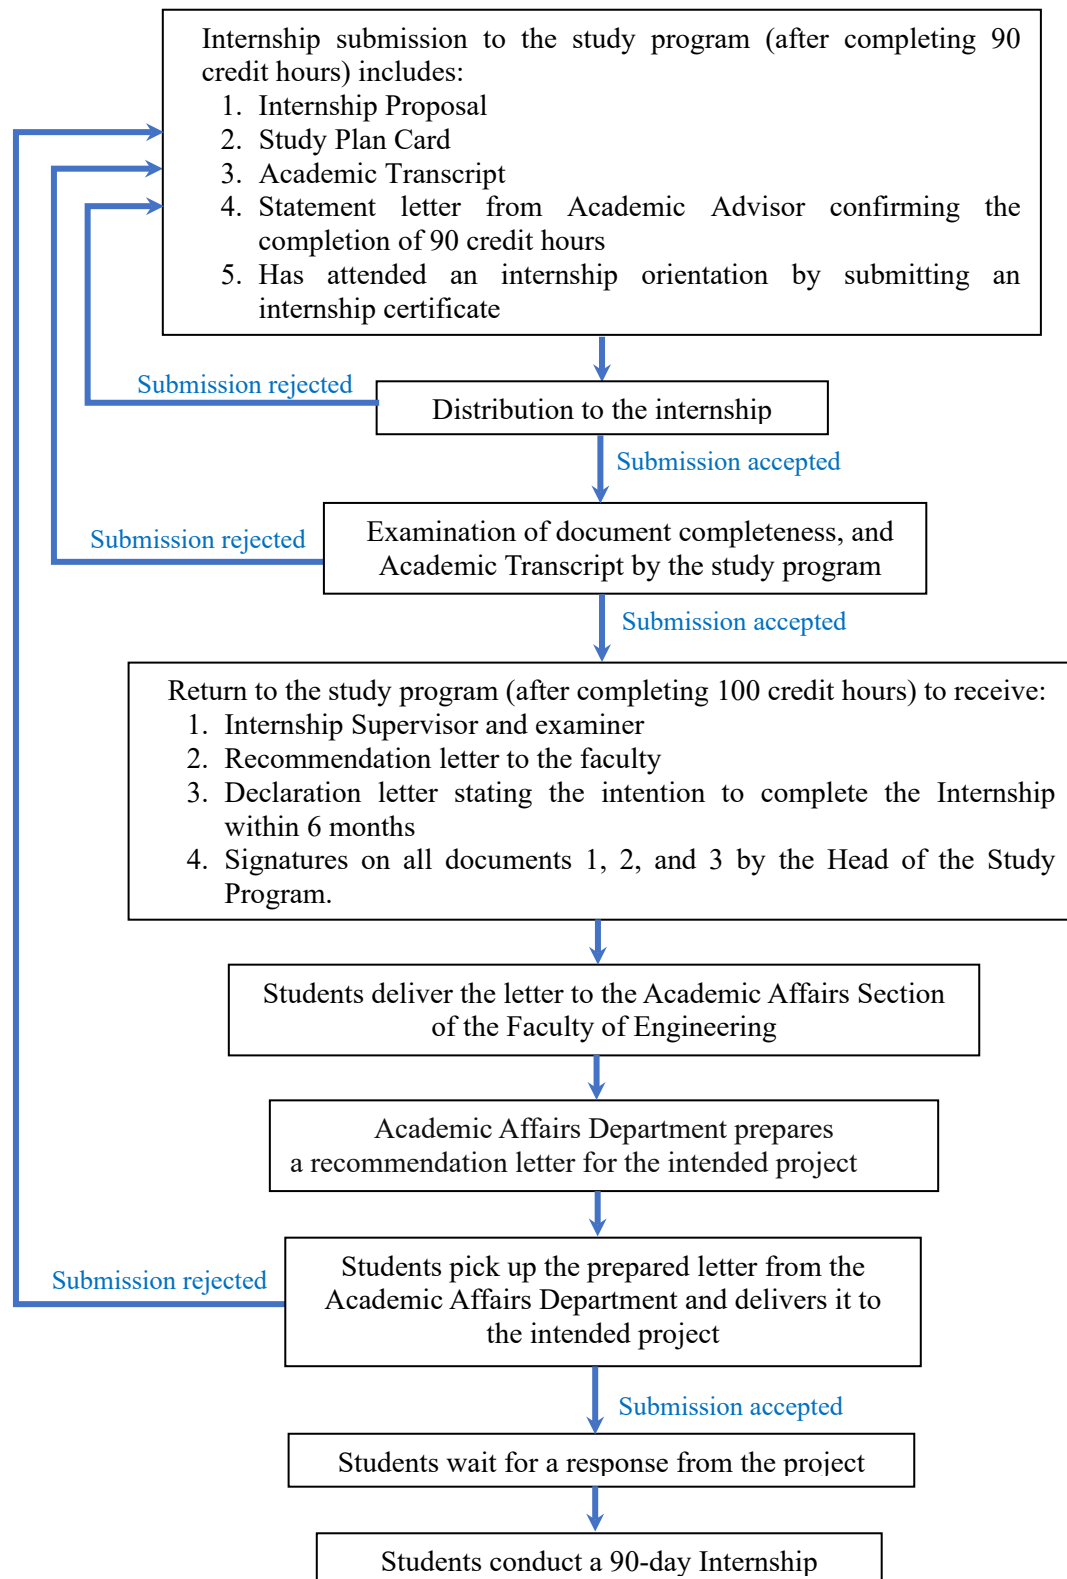 Internship submission to the study program (after completing 90
credit hours) includes:
1. Internship Proposal
2. Study Plan Card
3. Academic Transcript
4. Statement letter from Academic Advisor confirming the
completion of 90 credit hours
5. Has attended an internship orientation by submitting an
internship certificate
Submission rejected
Distribution to the internship
Submission accepted
Submission rejected
Examination of document completeness, and
Academic Transcript by the study program
Submission accepted
Return to the study program (after completing 100 credit hours) to receive:
1. Internship Supervisor and examiner
2. Recommendation letter to the faculty
3. Declaration letter stating the intention to complete the Internship
within 6 months
4. Signatures on all documents 1, 2, and 3 by the Head of the Study
Program.
Students deliver the letter to the Academic Affairs Section
of the Faculty of Engineering
Academic Affairs Department prepares
a recommendation letter for the intended project
Submission rejected
Students pick up the prepared letter from the
Academic Affairs Department and delivers it to
the intended project
Submission accepted
Students wait for a response from the project
Students conduct a 90-day Internship